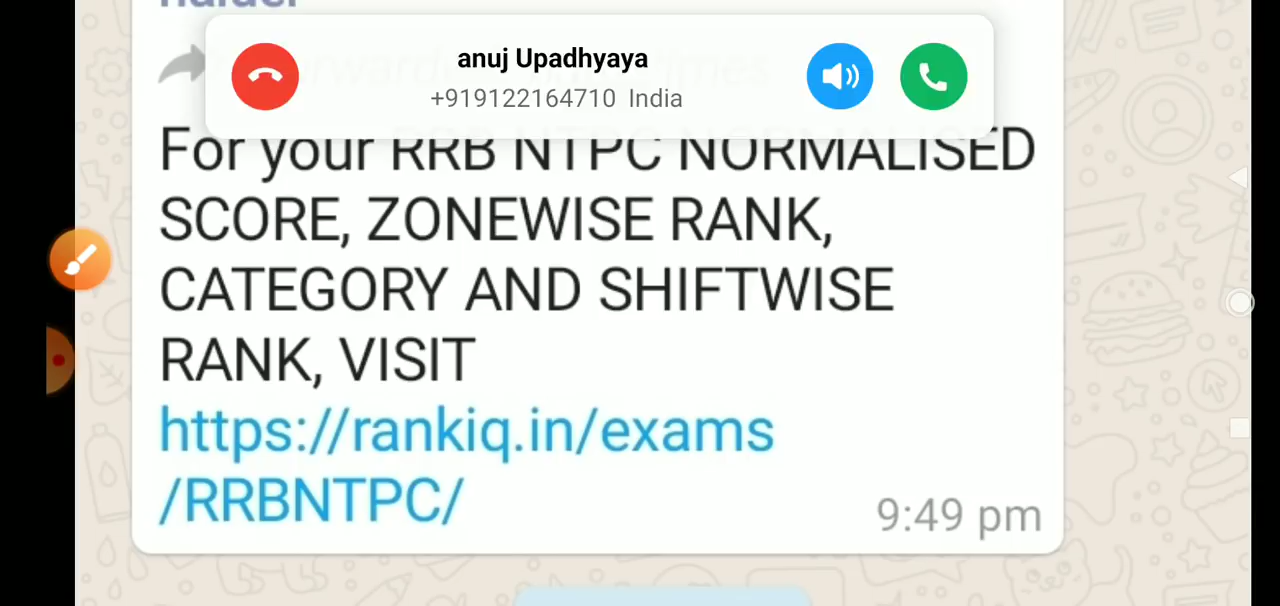 anuj Upadhyaya
+919122164710 India
For your RRB NTPC NORMALISED
SCORE, ZONEWISE RANK,
CATEGORY AND SHIFTWISE
RANK, VISIT
https://rankiq.in/exams
/RRBNTPC/
9:49 pm